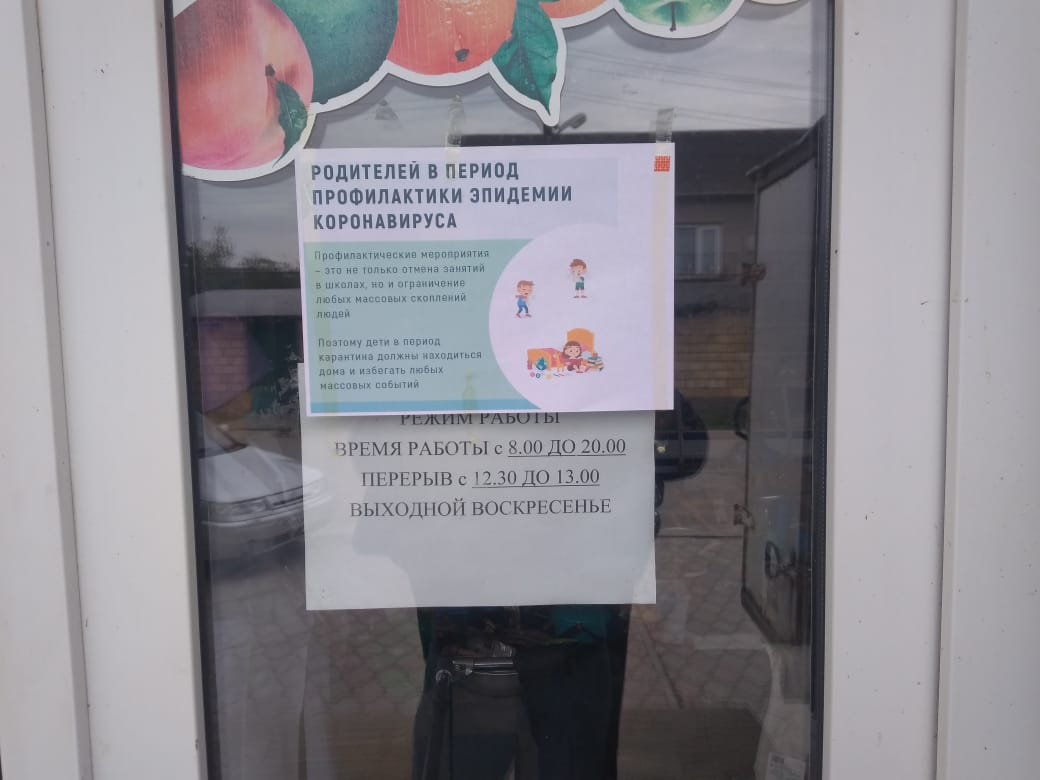 РОДИТЕЛЕЙ В ПЕРИОД
ПРОФИЛАКТИКИ ЭПИДЕМИИ
КОРОНАВИРУСА
Профилактические мероприятия
– это не только отмена занятий
в школах, но и ограничение
любых массовых скоплений
людей
Поэтому дети в период
карантина должны находиться
дома и избегать любых
массовых событий
РЕЖИМ РАБОТЫ
ВРЕМЯ РАБОТЫ с 8.00 ДО 20.00
ПЕРЕРЫВ с 12.30 ДО 13.00
ВЫХОДНОЙ ВОСКРЕСЕНЬЕ